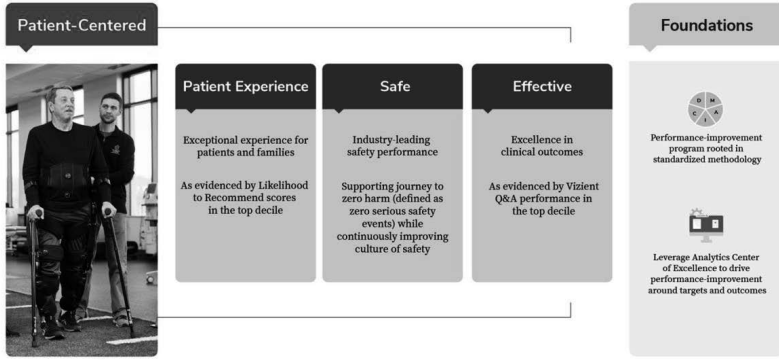 Patient-Centered
Patient Experience
Exceptional experience for
patients and families
As evidenced by Likelihood
to Recommend scores
in the top decile
Safe
Industry-leading
safety performance
Supporting journey to
zero harm (defined as
zero serious safety
events) while
continuously improving
culture of safety
Effective
Excellence in
clinical outcomes
As evidenced by Vizient
Q&A performance in
the top decile
Foundations
D
M
A
I
C
Performance-improvement
program rooted in
standardized methodology
Leverage Analytics Center
of Excellence to drive
performance-improvement
around targets and outcomes